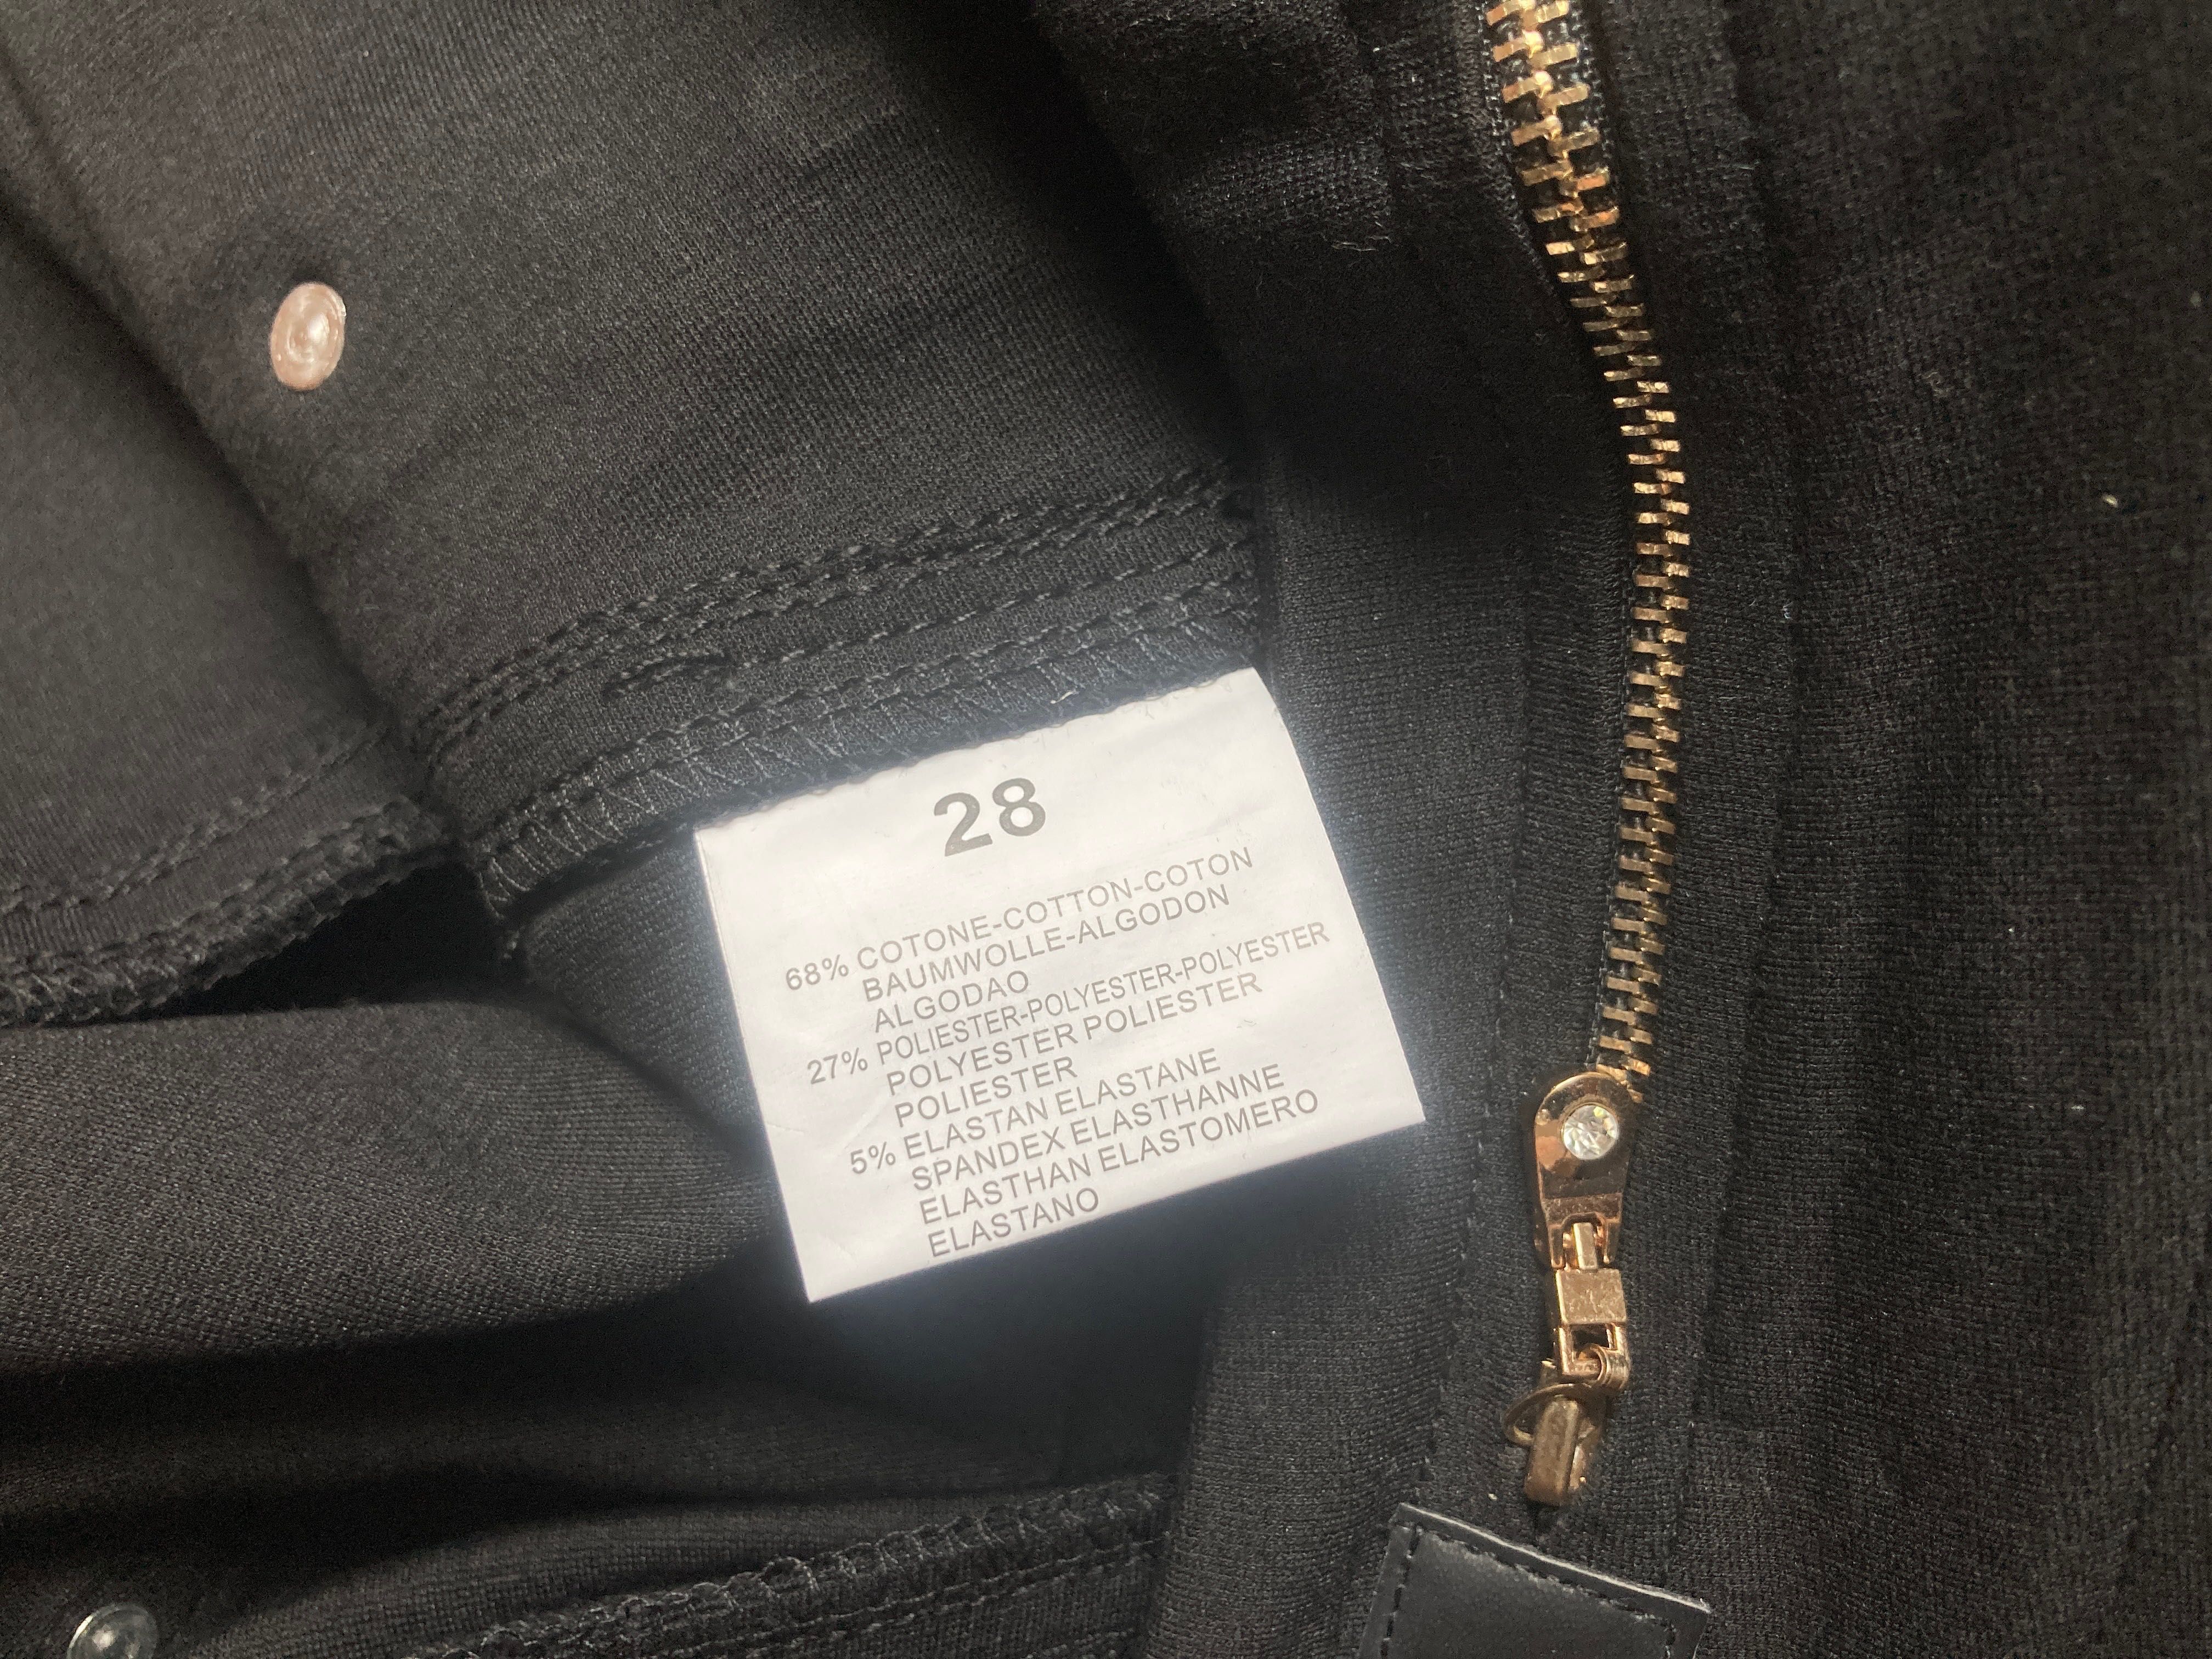 28
68% COTONE-COTTON-COTON
BAUMWOLLE-ALGODON
ALGODAO
27% POLIESTER-POLYESTER-POLYESTER
POLYESTER POLIESTER
POLIESTER
5% ELASTAN ELASTANE
SPANDEX ELASTHANNE
ELASTHAN ELASTOMERO
ELASTANO